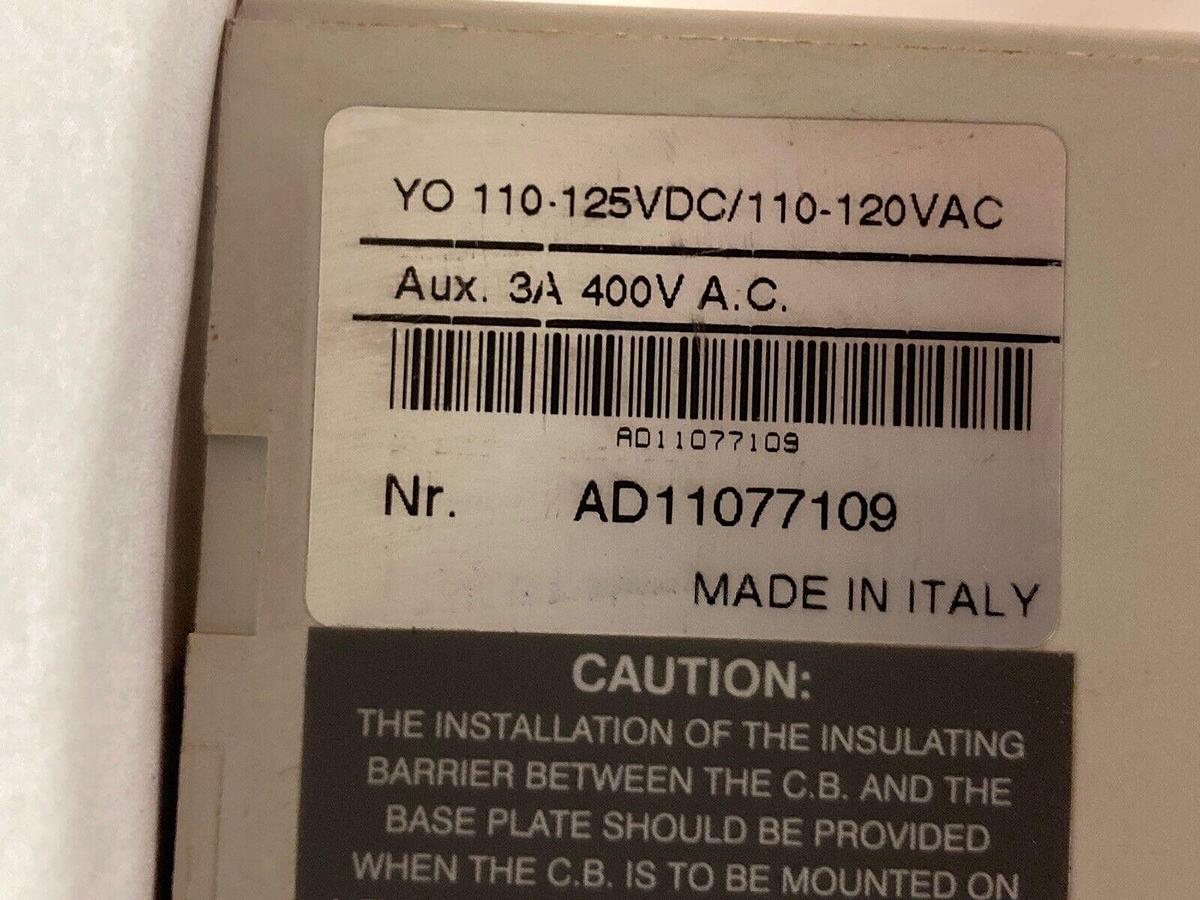 YO 110-125VDC/110-120VAC
Aux. 3A 400V A.C.
AD11077109
Nr. AD11077109
MADE IN ITALY
CAUTION:
THE INSTALLATION OF THE INSULATING
BARRIER BETWEEN THE C.B. AND THE
BASE PLATE SHOULD BE PROVIDED
WHEN THE C.B. IS TO BE MOUNTED ON